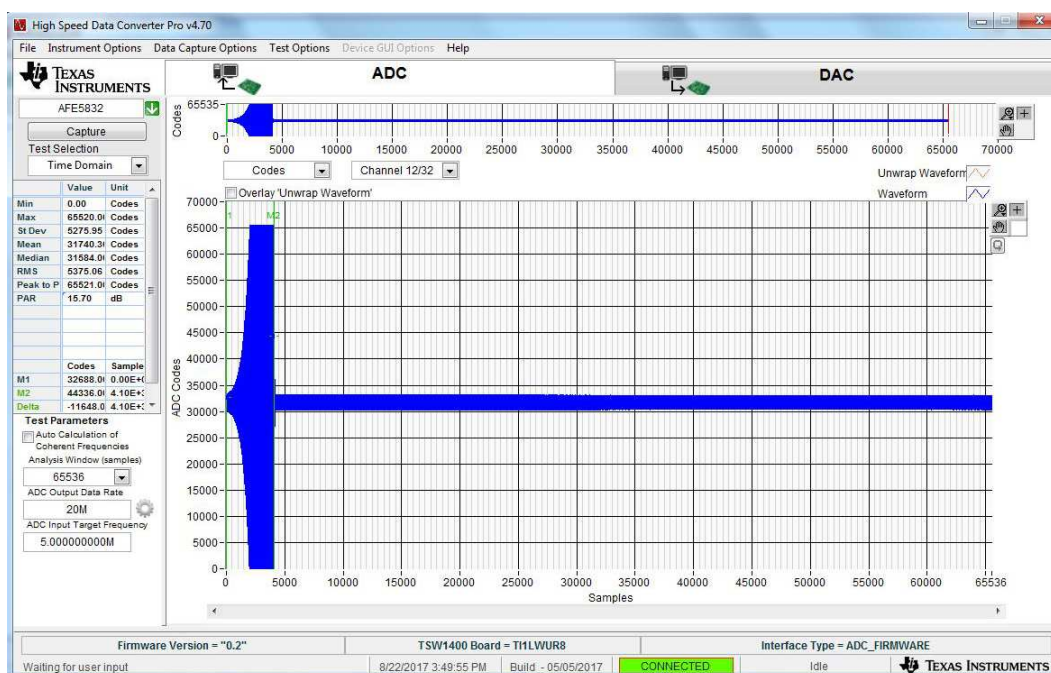 High Speed Data Converter Pro v4.70
File Instrument Options Data Capture Options Test Options Device GUI Options Help
TEXAS INSTRUMENTS
ADC
DAC
AFE5832
Capture
Test Selection
Time Domain
Value Unit
Min 0.00 Codes
Max 65520.0 Codes
St Dev 5275.95 Codes
Mean 31740.3 Codes
Median 31584.0 Codes
RMS 5375.06 Codes
Peak to P 65521.0 Codes
PAR 15.70 dB
Codes Sample
M1 32688.0 0.00E+
M2 44336.0 4.10E+
Delta -11648.0 4.10E+
Test Parameters
Auto Calculation of
Coherent Frequencies
Analysis Window (samples)
65536
ADC Output Data Rate
20M
ADC Input Target Frequency
5.000000000M
Codes
65535
0
0 5000 10000 15000 20000 25000 30000 35000 40000 45000 50000 55000 60000 65000 70000
Codes
Channel 12/32
Unwrap Waveform
Overlay 'Unwrap Waveform'
Waveform
1 M2
ADC Codes
70000
65000
60000
55000
50000
45000
40000
35000
30000
25000
20000
15000
10000
5000
0
0 5000 10000 15000 20000 25000 30000 35000 40000 45000 50000 55000 60000 65536
Samples
Firmware Version = "0.2"
TSW1400 Board = TI1LWUR8
Interface Type = ADC_FIRMWARE
Waiting for user input
8/22/2017 3:49:55 PM
Build - 05/05/2017
CONNECTED
Idle
TEXAS INSTRUMENTS